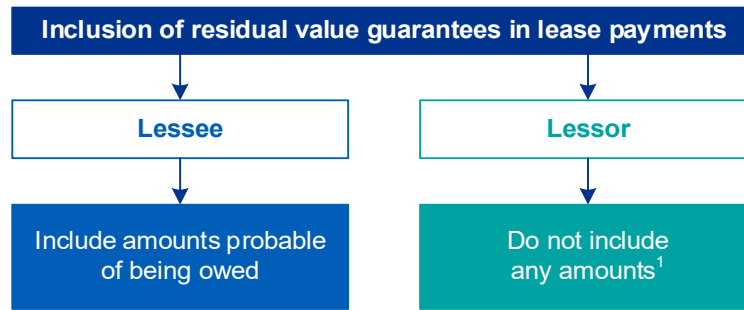 Inclusion of residual value guarantees in lease payments
Lessee
Lessor
Include amounts probable
of being owed
Do not include
any amounts¹